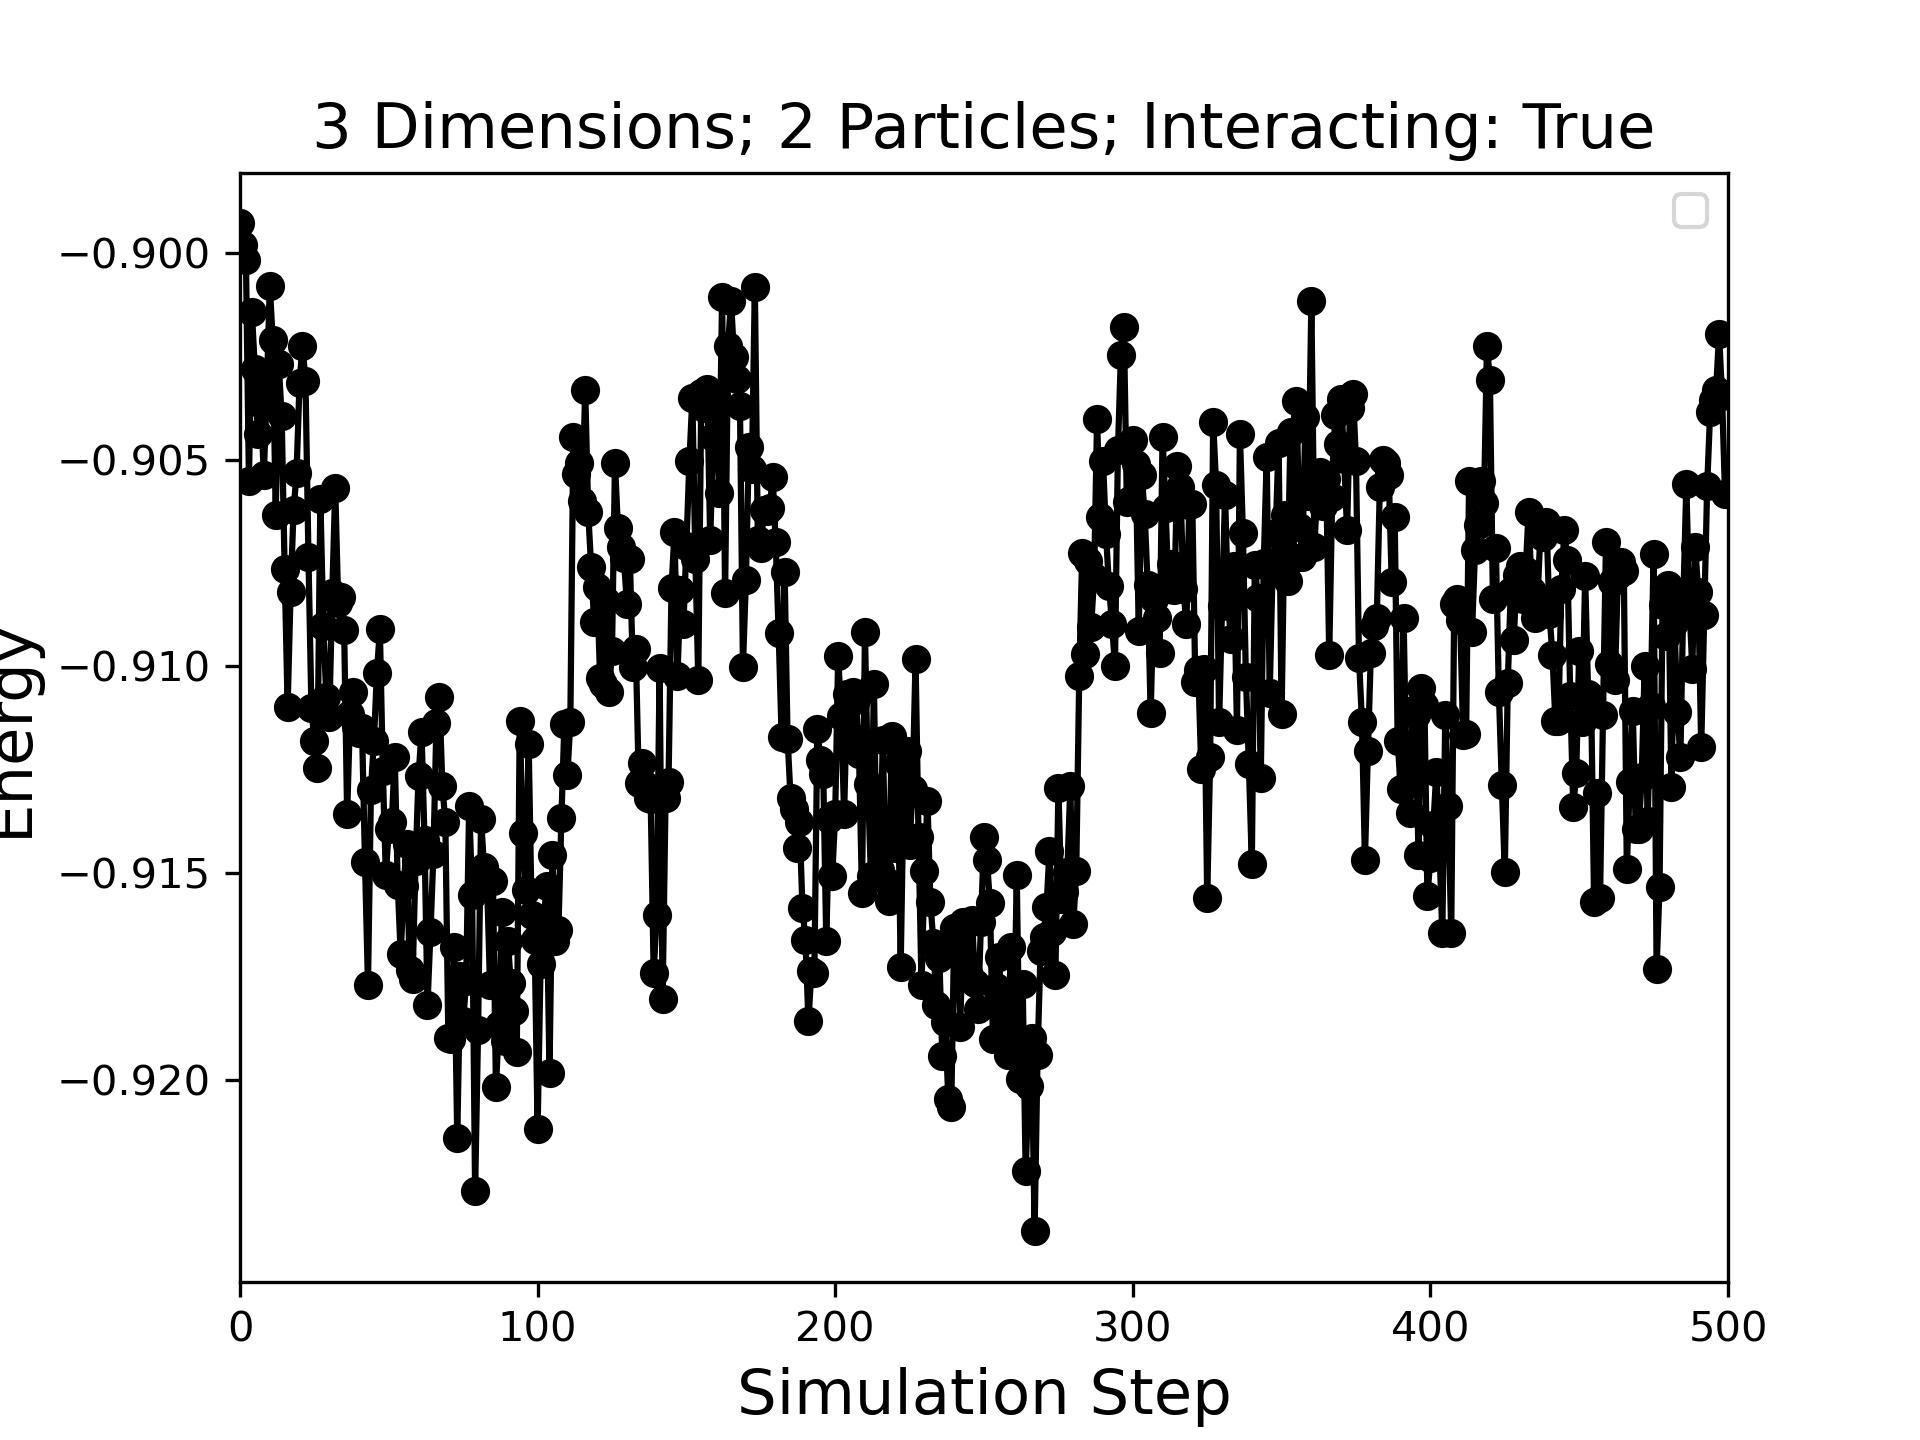 3 Dimensions; 2 Particles; Interacting: True
Energy
−0.900
−0.905
−0.910
−0.915
−0.920
0 100 200 300 400 500
Simulation Step